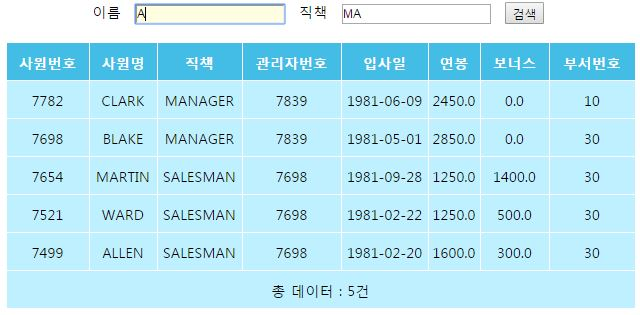 이름 A 직책 MA 검색
사원번호 사원명 직책 관리자번호 입사일 연봉 보너스 부서번호
7782 CLARK MANAGER 7839 1981-06-09 2450.0 0.0 10
7698 BLAKE MANAGER 7839 1981-05-01 2850.0 0.0 30
7654 MARTIN SALESMAN 7698 1981-09-28 1250.0 1400.0 30
7521 WARD SALESMAN 7698 1981-02-22 1250.0 500.0 30
7499 ALLEN SALESMAN 7698 1981-02-20 1600.0 300.0 30
총 데이터 : 5건